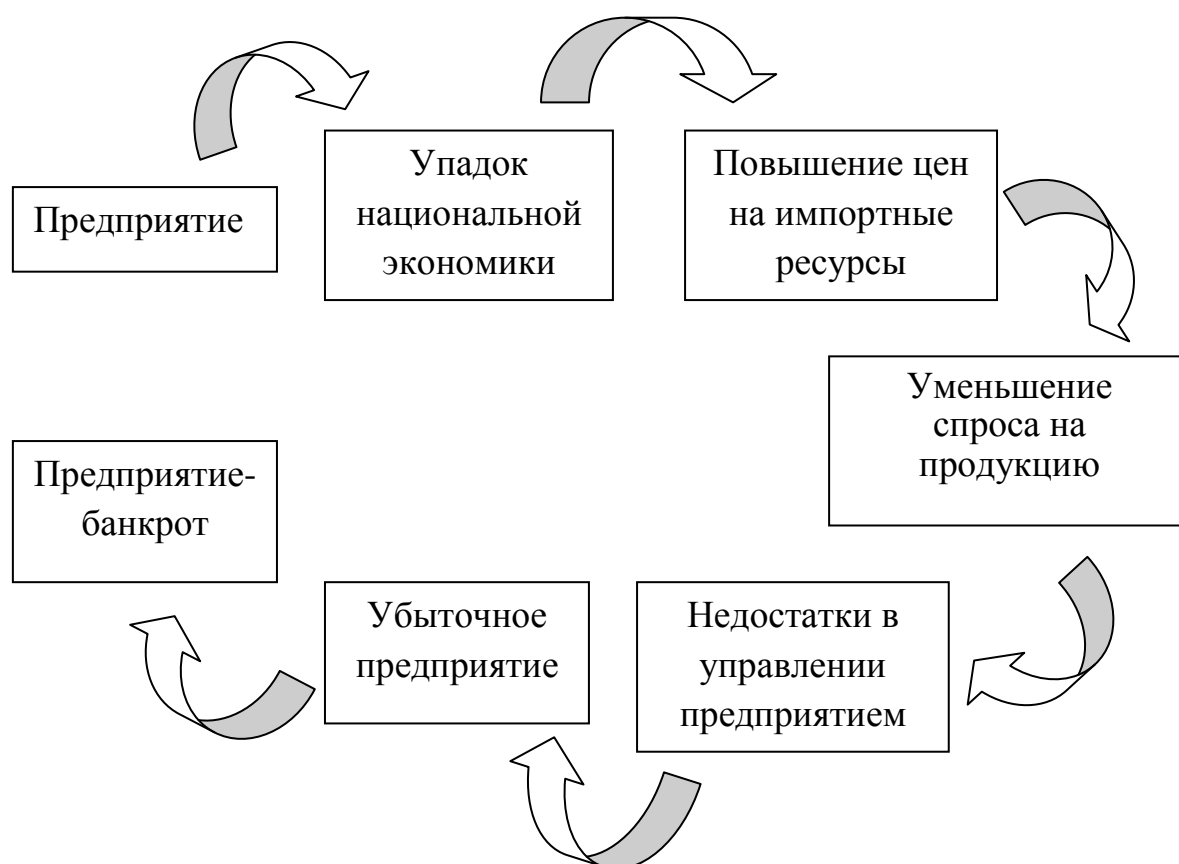 Предприятие
Упадок
национальной
экономики
Повышение цен
на импортные
ресурсы
Уменьшение
спроса на
продукцию
Недостатки в
управлении
предприятием
Убыточное
предприятие
Предприятие-
банкрот